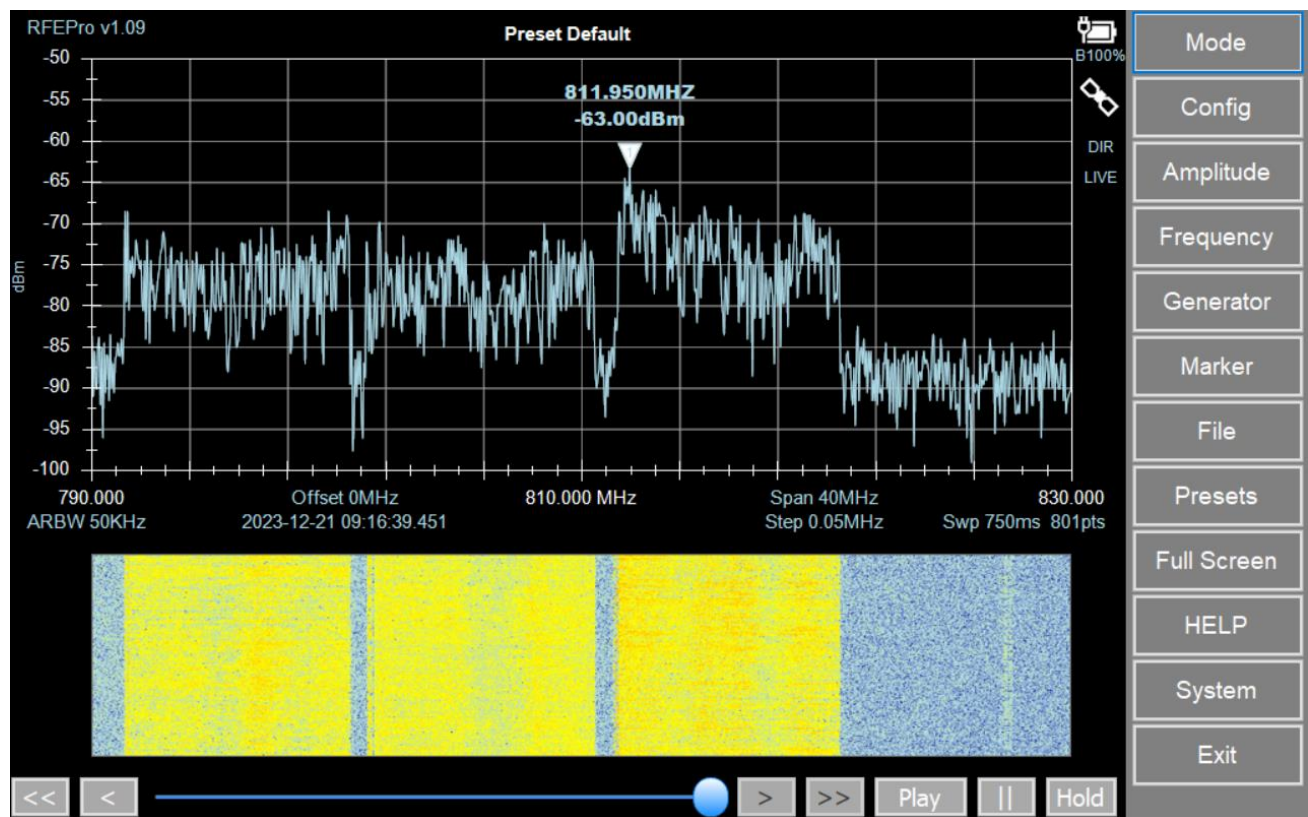 RFEPro v1.09
Preset Default
B100%
DIR
LIVE
811.950MHZ
-63.00dBm
1
-50
-55
-60
-65
-70
-75
-80
-85
-90
-95
-100
dBm
790.000 Offset 0MHz 810.000 MHz Span 40MHz 830.000
ARBW 50KHz 2023-12-21 09:16:39.451 Step 0.05MHz Swp 750ms 801pts
<< < > >> Play || Hold
Mode
Config
Amplitude
Frequency
Generator
Marker
File
Presets
Full Screen
HELP
System
Exit